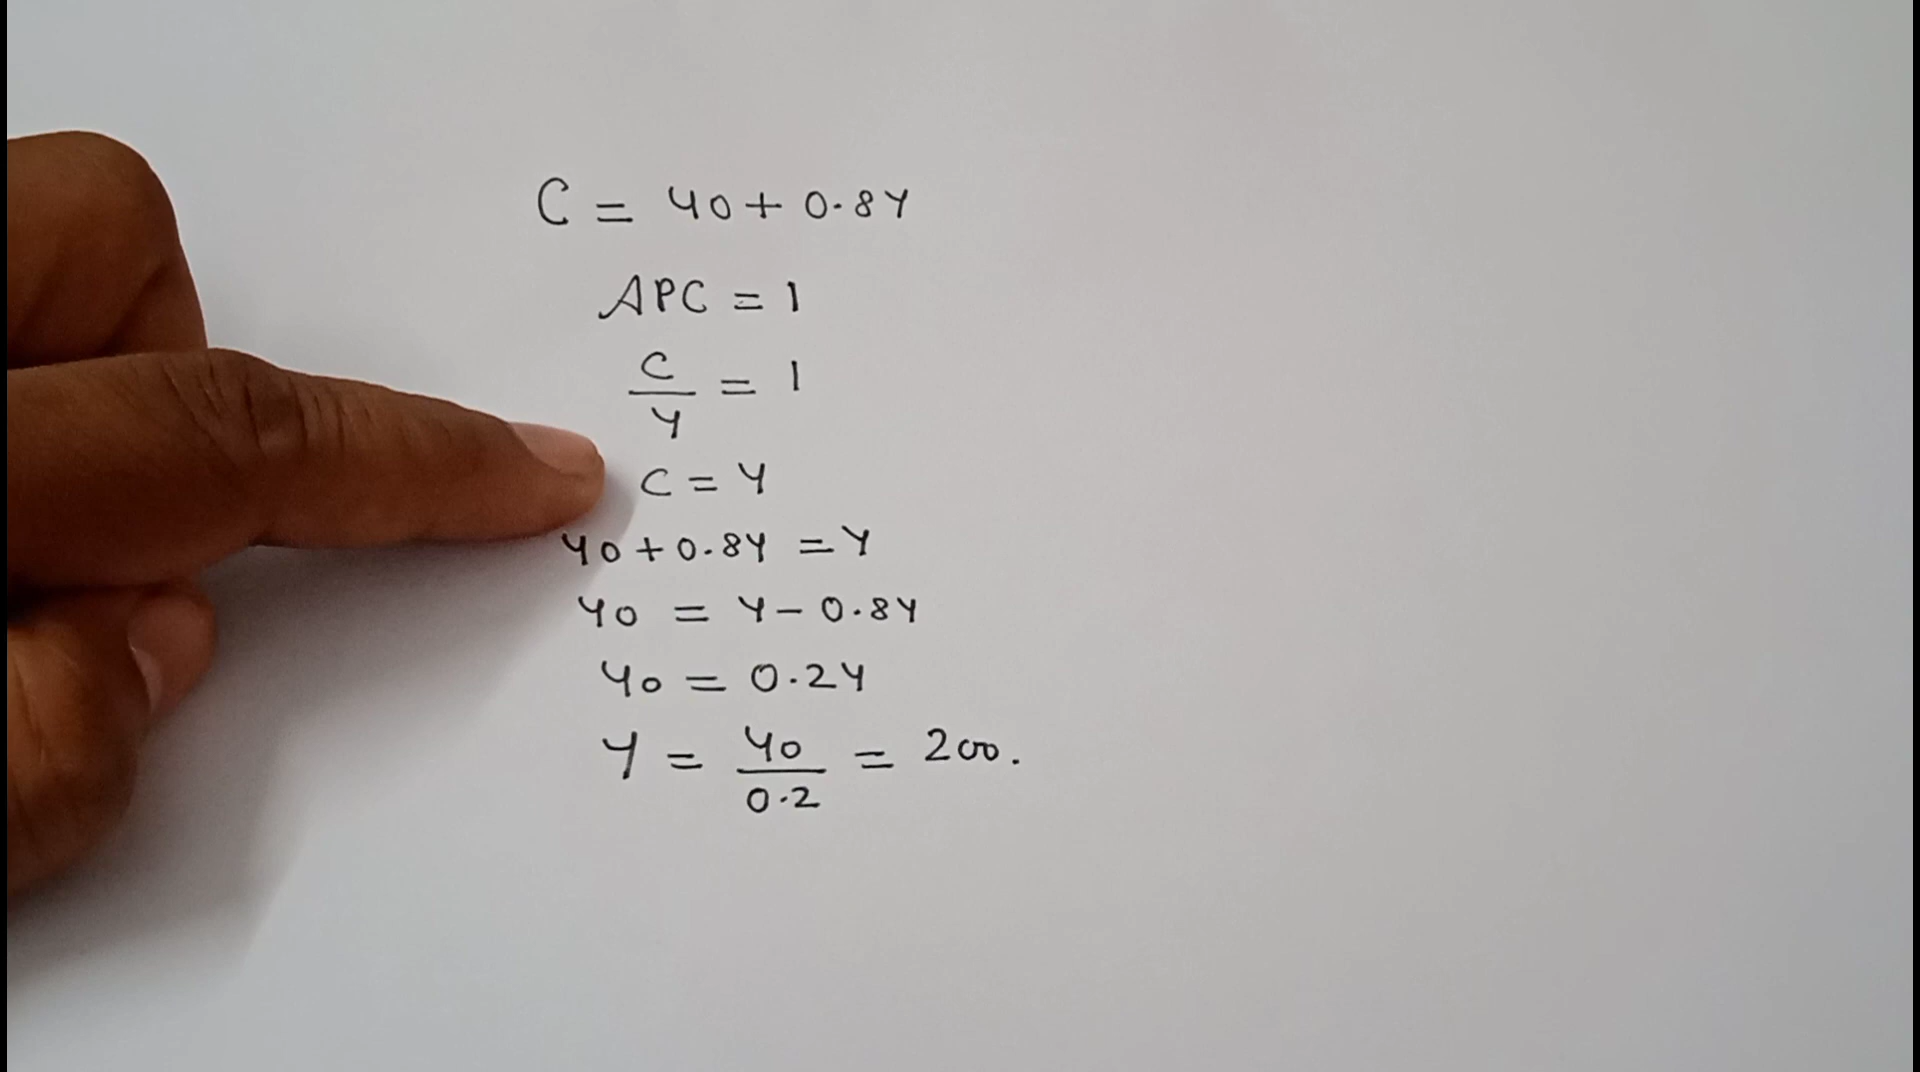 C = 40 + 0.8Y
APC = 1
C/Y = 1
C = Y
40 + 0.8Y = Y
40 = Y - 0.8Y
40 = 0.2Y
Y = 40/0.2 = 200.